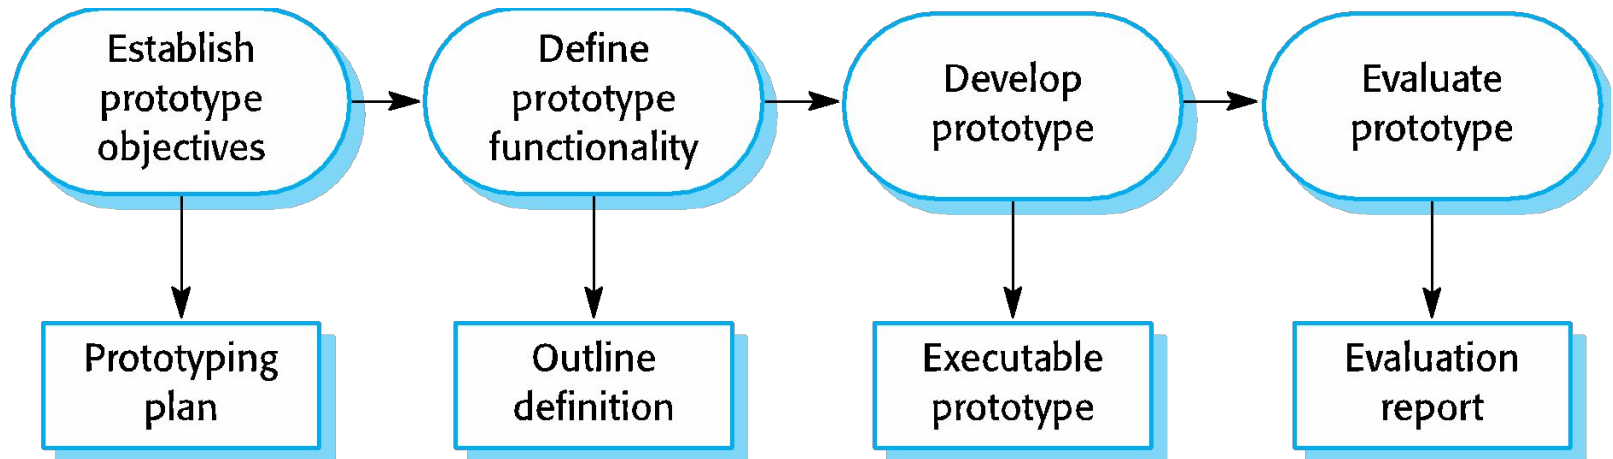 Establish
prototype
objectives
Define
prototype
functionality
Develop
prototype
Evaluate
prototype
Prototyping
plan
Outline
definition
Executable
prototype
Evaluation
report